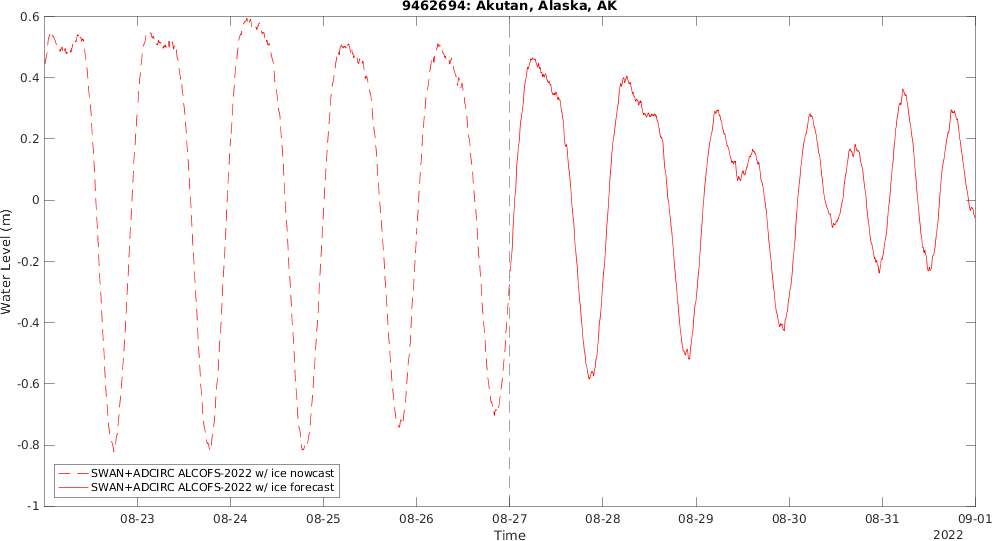 9462694: Akutan, Alaska, AK
Water Level (m)
0.6
0.4
0.2
0
-0.2
-0.4
-0.6
-0.8
-1
SWAN+ADCIRC ALCOFS-2022 w/ ice nowcast
SWAN+ADCIRC ALCOFS-2022 w/ ice forecast
08-23 08-24 08-25 08-26 08-27 08-28 08-29 08-30 08-31 09-01
Time
2022